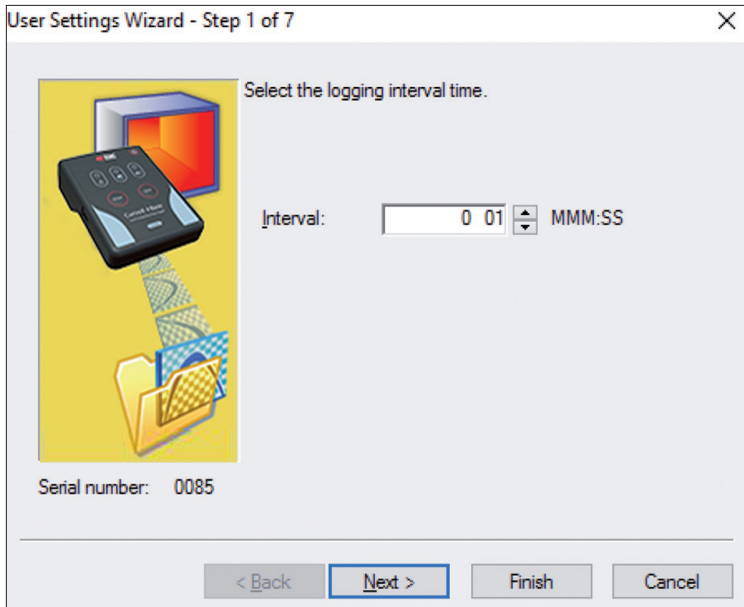 User Settings Wizard - Step 1 of 7
Select the logging interval time.
Interval: 0 01 MMM:SS
Serial number: 0085
< Back Next > Finish Cancel